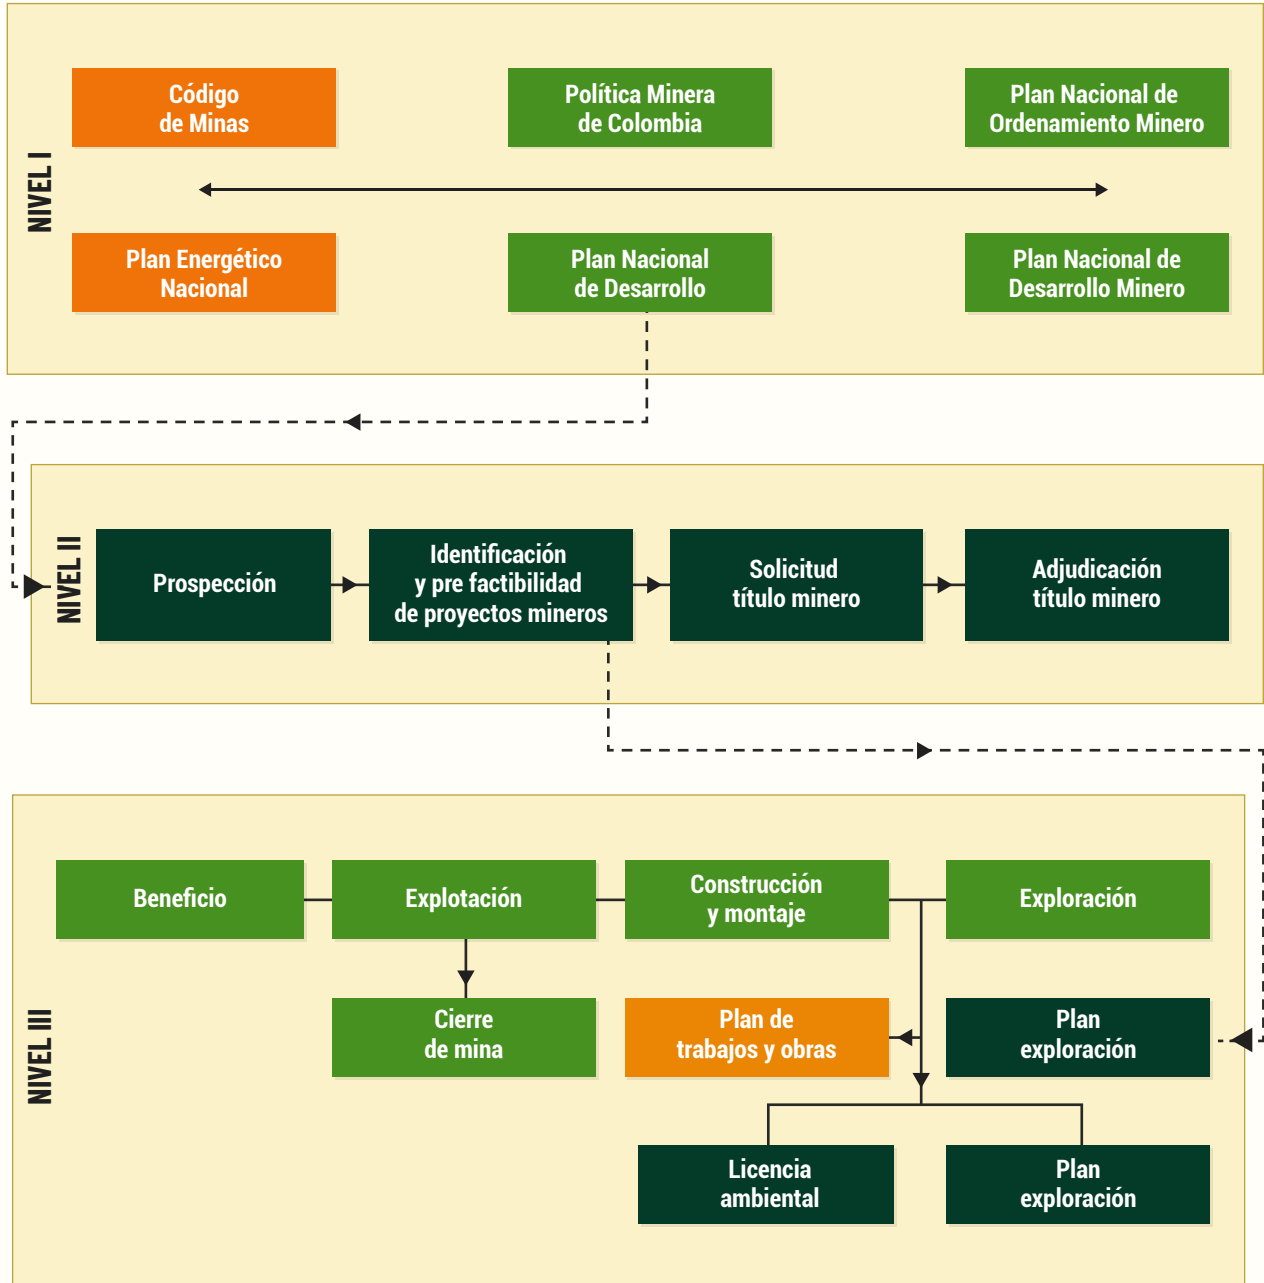 NIVEL I
Código
de Minas
Política Minera
de Colombia
Plan Nacional de
Ordenamiento Minero
Plan Energético
Nacional
Plan Nacional
de Desarrollo
Plan Nacional de
Desarrollo Minero
NIVEL II
Prospección
Identificación
y pre factibilidad
de proyectos mineros
Solicitud
título minero
Adjudicación
título minero
NIVEL III
Beneficio
Explotación
Construcción
y montaje
Exploración
Cierre
de mina
Plan de
trabajos y obras
Plan
exploración
Licencia
ambiental
Plan
exploración